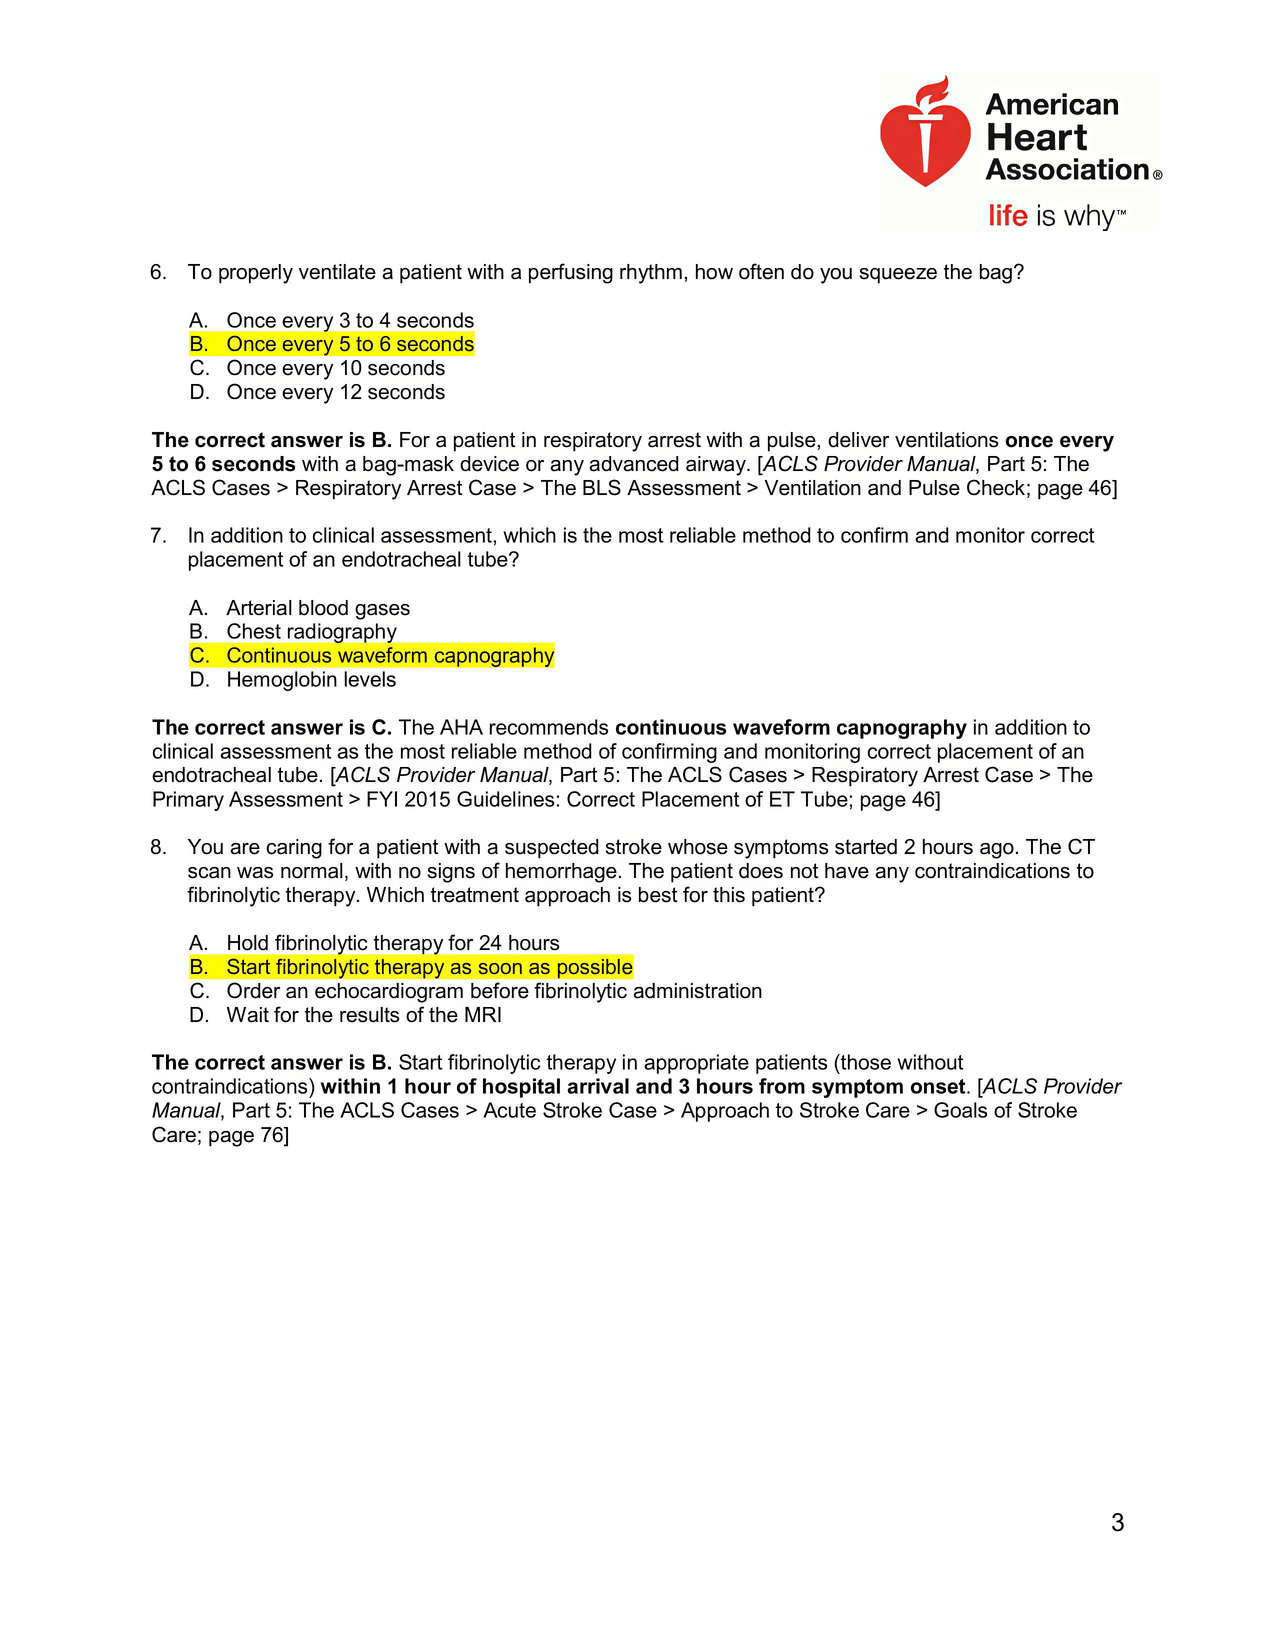 American
Heart
Association®
life is why™
6. To properly ventilate a patient with a perfusing rhythm, how often do you squeeze the bag?
A. Once every 3 to 4 seconds
B. Once every 5 to 6 seconds
C. Once every 10 seconds
D. Once every 12 seconds
The correct answer is B. For a patient in respiratory arrest with a pulse, deliver ventilations once every
5 to 6 seconds with a bag-mask device or any advanced airway. [ACLS Provider Manual, Part 5: The
ACLS Cases > Respiratory Arrest Case > The BLS Assessment > Ventilation and Pulse Check; page 46]
7. In addition to clinical assessment, which is the most reliable method to confirm and monitor correct
placement of an endotracheal tube?
A. Arterial blood gases
B. Chest radiography
C. Continuous waveform capnography
D. Hemoglobin levels
The correct answer is C. The AHA recommends continuous waveform capnography in addition to
clinical assessment as the most reliable method of confirming and monitoring correct placement of an
endotracheal tube. [ACLS Provider Manual, Part 5: The ACLS Cases > Respiratory Arrest Case > The
Primary Assessment > FYI 2015 Guidelines: Correct Placement of ET Tube; page 46]
8. You are caring for a patient with a suspected stroke whose symptoms started 2 hours ago. The CT
scan was normal, with no signs of hemorrhage. The patient does not have any contraindications to
fibrinolytic therapy. Which treatment approach is best for this patient?
A. Hold fibrinolytic therapy for 24 hours
B. Start fibrinolytic therapy as soon as possible
C. Order an echocardiogram before fibrinolytic administration
D. Wait for the results of the MRI
The correct answer is B. Start fibrinolytic therapy in appropriate patients (those without
contraindications) within 1 hour of hospital arrival and 3 hours from symptom onset. [ACLS Provider
Manual, Part 5: The ACLS Cases > Acute Stroke Case > Approach to Stroke Care > Goals of Stroke
Care; page 76]
3